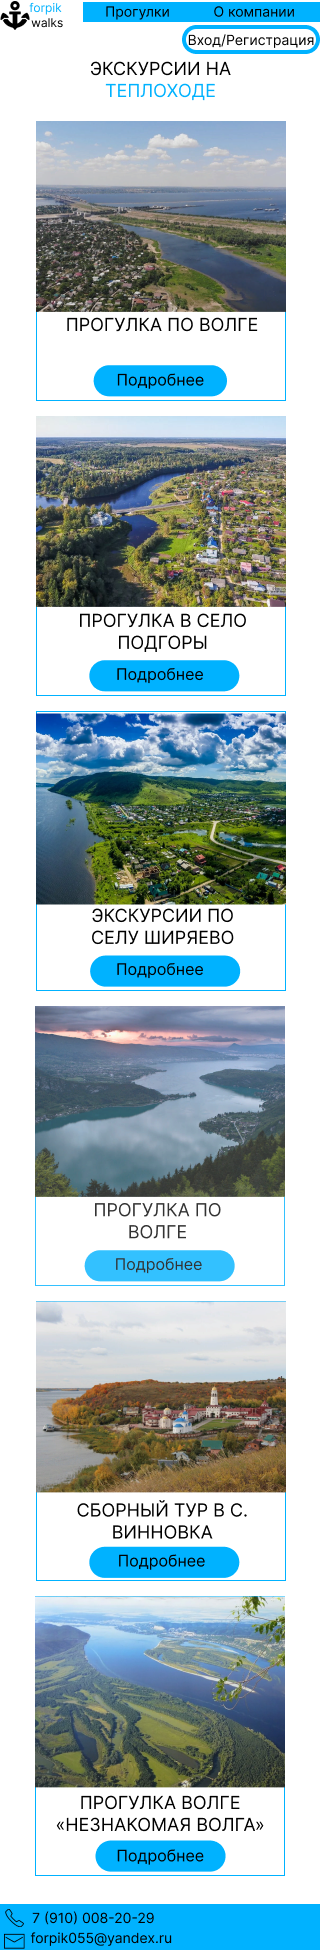 forpik
walks
Прогулки
О компании
Вход/Регистрация
ЭКСКУРСИИ НА
ТЕПЛОХОДЕ
ПРОГУЛКА ПО ВОЛГЕ
Подробнее
ПРОГУЛКА В СЕЛО
ПОДГОРЫ
Подробнее
ЭКСКУРСИИ ПО
СЕЛУ ШИРЯЕВО
Подробнее
ПРОГУЛКА ПО
ВОЛГЕ
Подробнее
СБОРНЫЙ ТУР В С.
ВИННОВКА
Подробнее
ПРОГУЛКА ВОЛГЕ
«НЕЗНАКОМАЯ ВОЛГА»
Подробнее
7 (910) 008-20-29
forpik055@yandex.ru